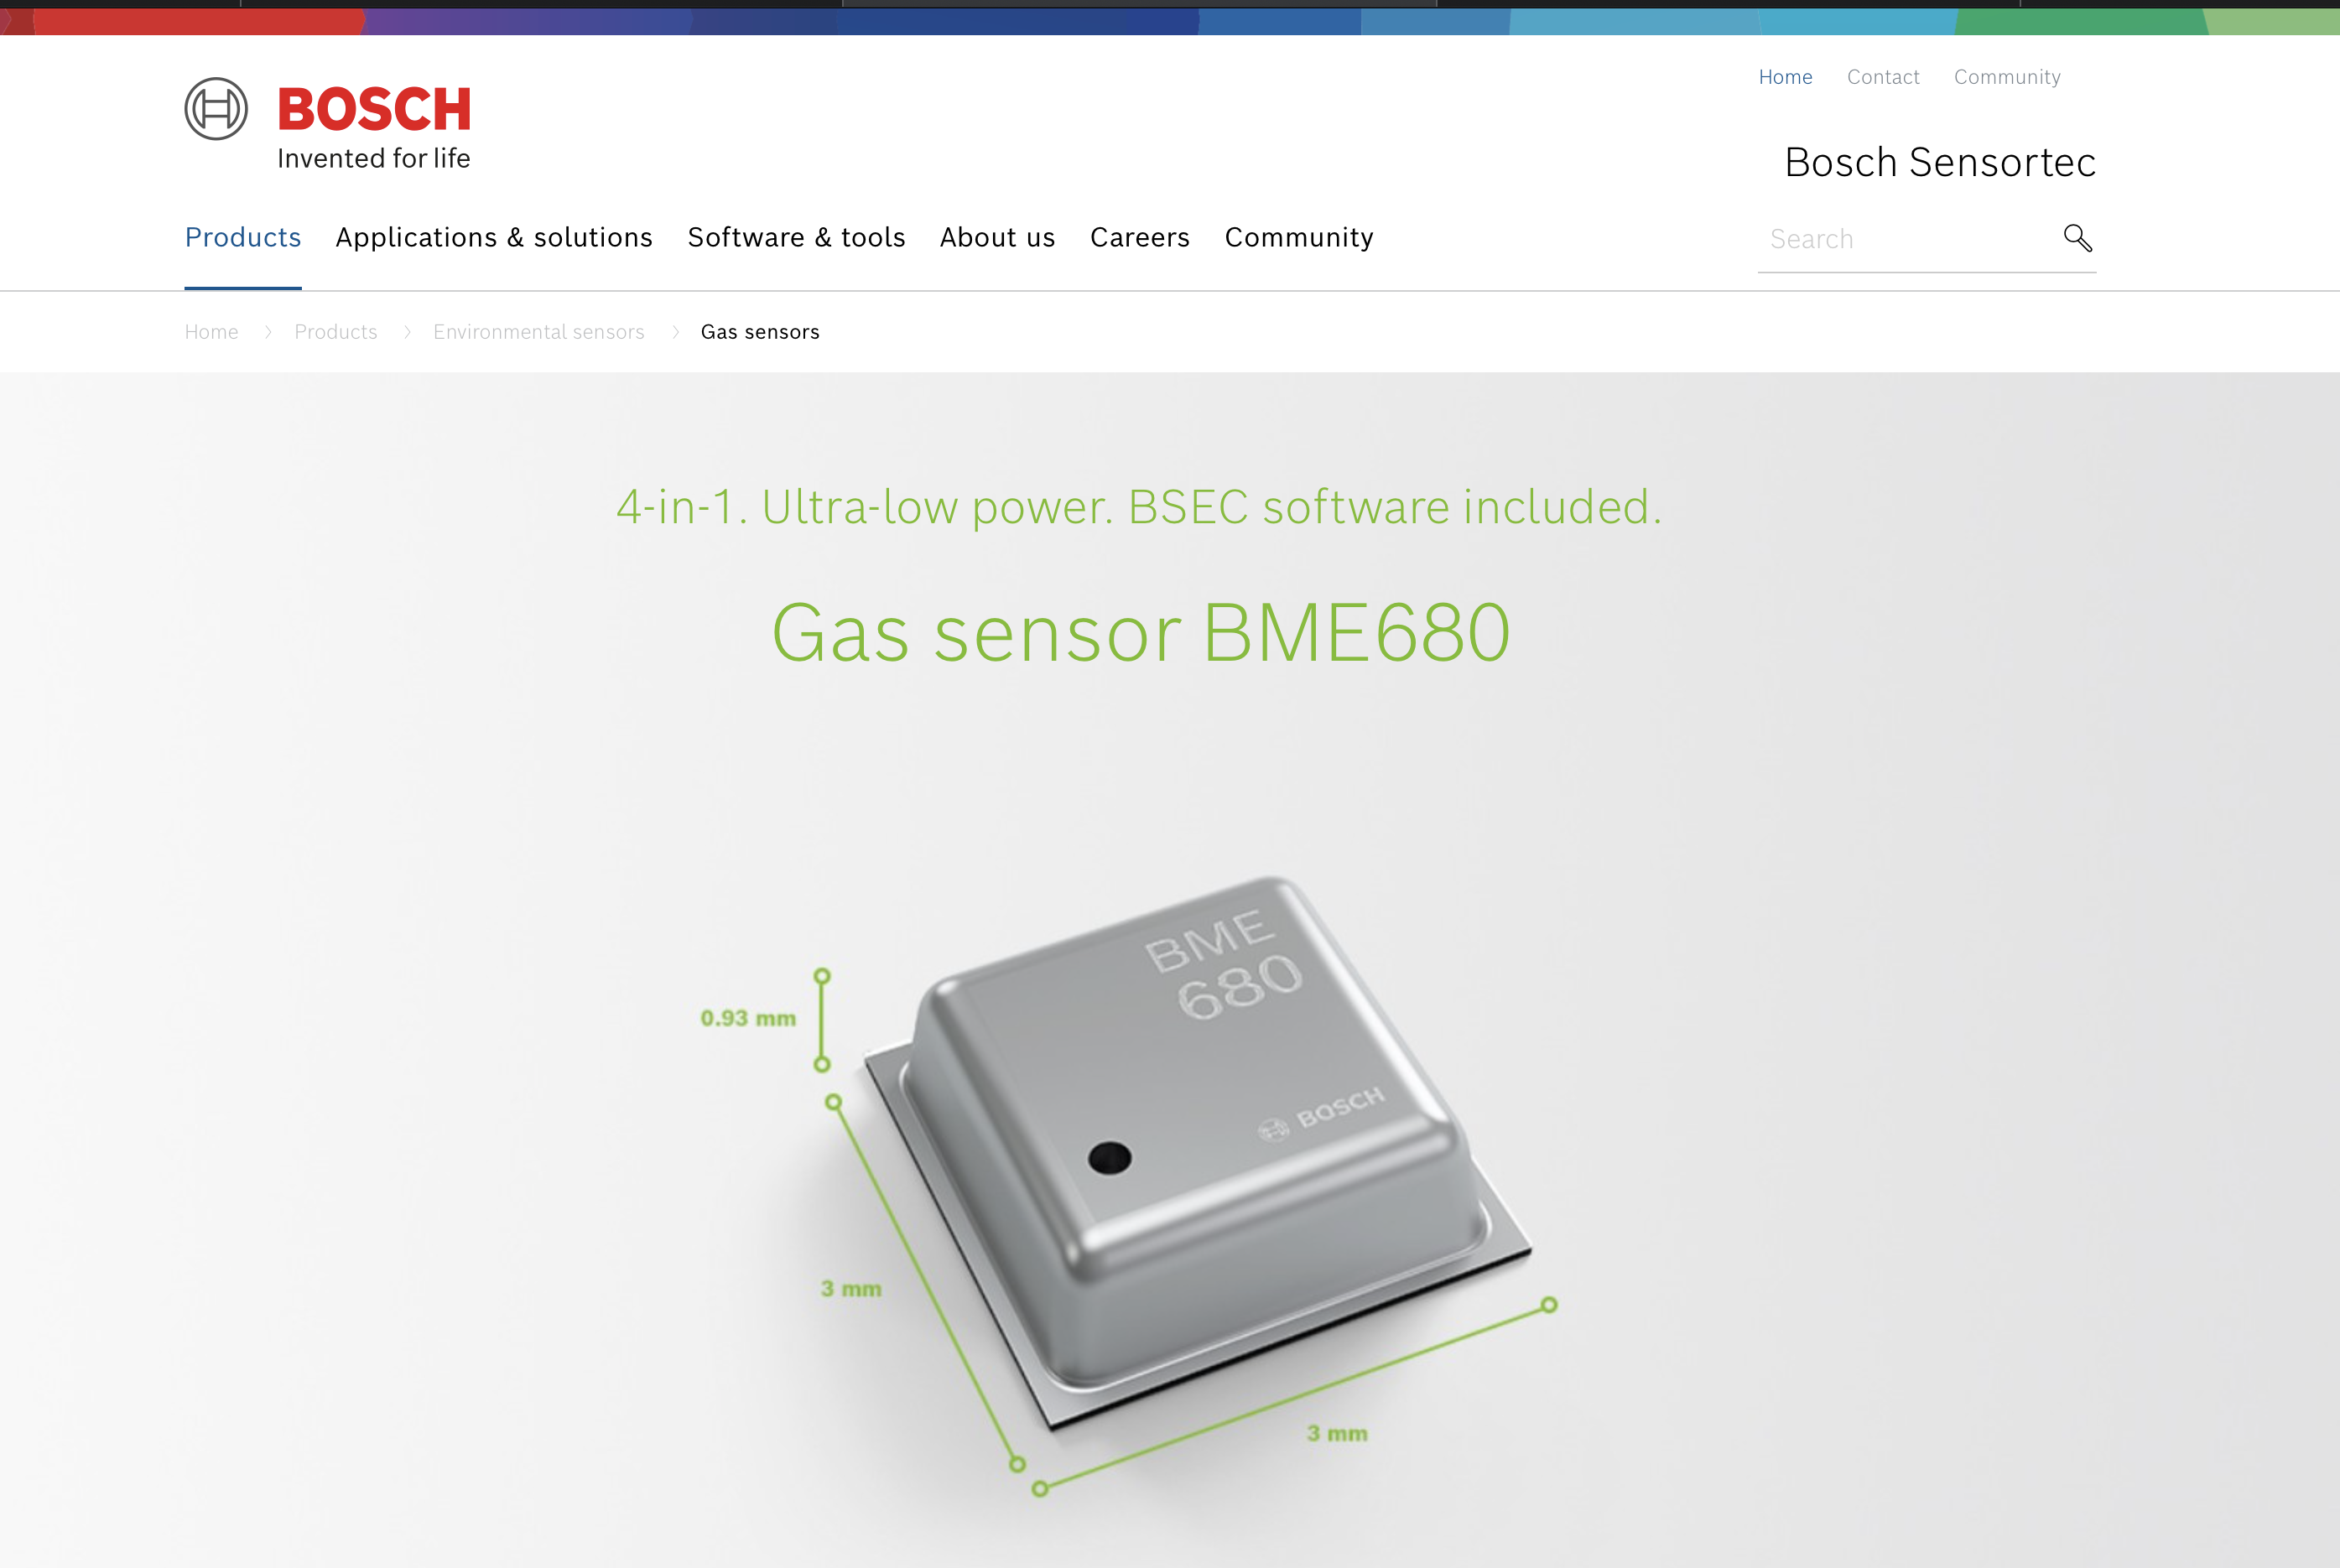 Home Contact Community
BOSCH
Invented for life
Bosch Sensortec
Products Applications & solutions Software & tools About us Careers Community
Search
Home > Products > Environmental sensors > Gas sensors
4-in-1. Ultra-low power. BSEC software included.
Gas sensor BME680
BME
680
0.93 mm
BOSCH
3 mm
3 mm